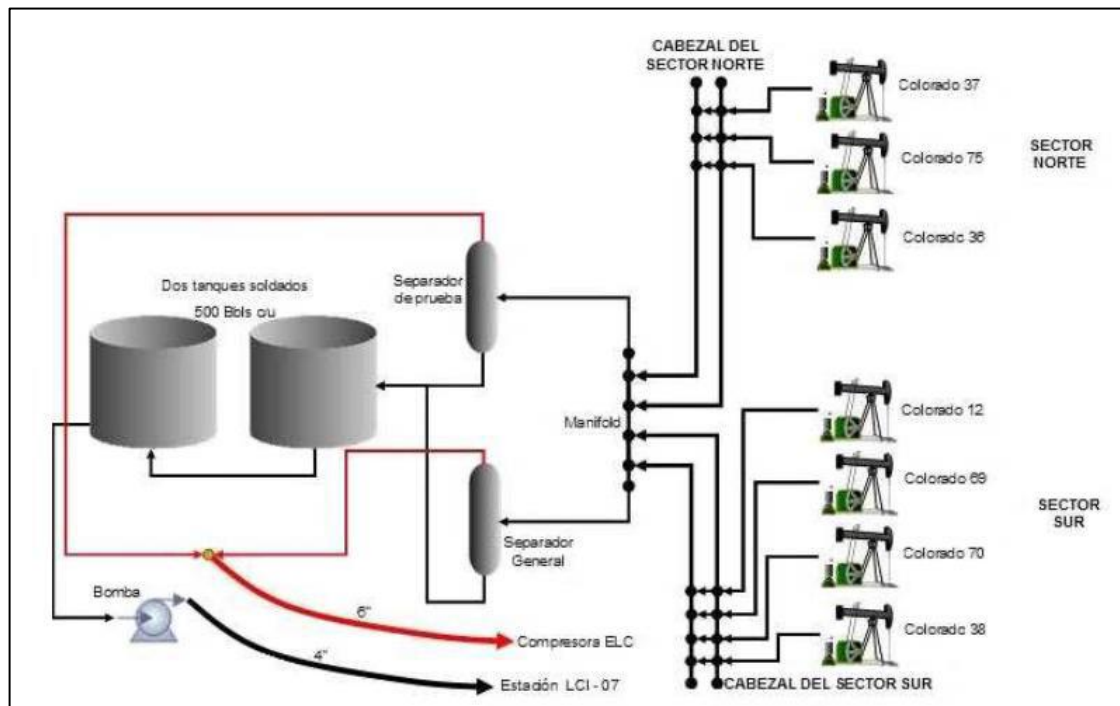 CABEZAL DEL
SECTOR NORTE
Colorado 37
Colorado 75
SECTOR
NORTE
Colorado 36
Separador
de prueba
Dos tanques soldados
500 Bbls c/u
Manifold
Colorado 12
Colorado 69
SECTOR
SUR
Colorado 70
Colorado 38
Separador
General
Bomba
6"
4"
Compresora ELC
Estación LCI - 07
CABEZAL DEL SECTOR SUR